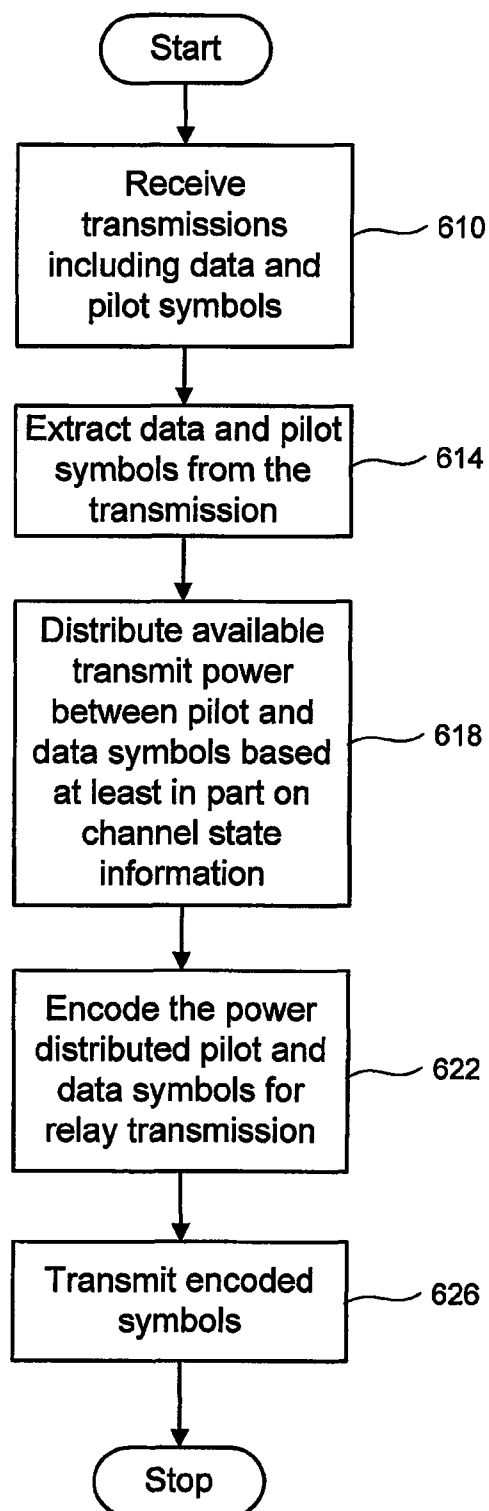 Start
Receive
transmissions
including data and
pilot symbols
610
Extract data and pilot
symbols from the
transmission
614
Distribute available
transmit power
between pilot and
data symbols based
at least in part on
channel state
information
618
Encode the power
distributed pilot and
data symbols for
relay transmission
622
Transmit encoded
symbols
626
Stop